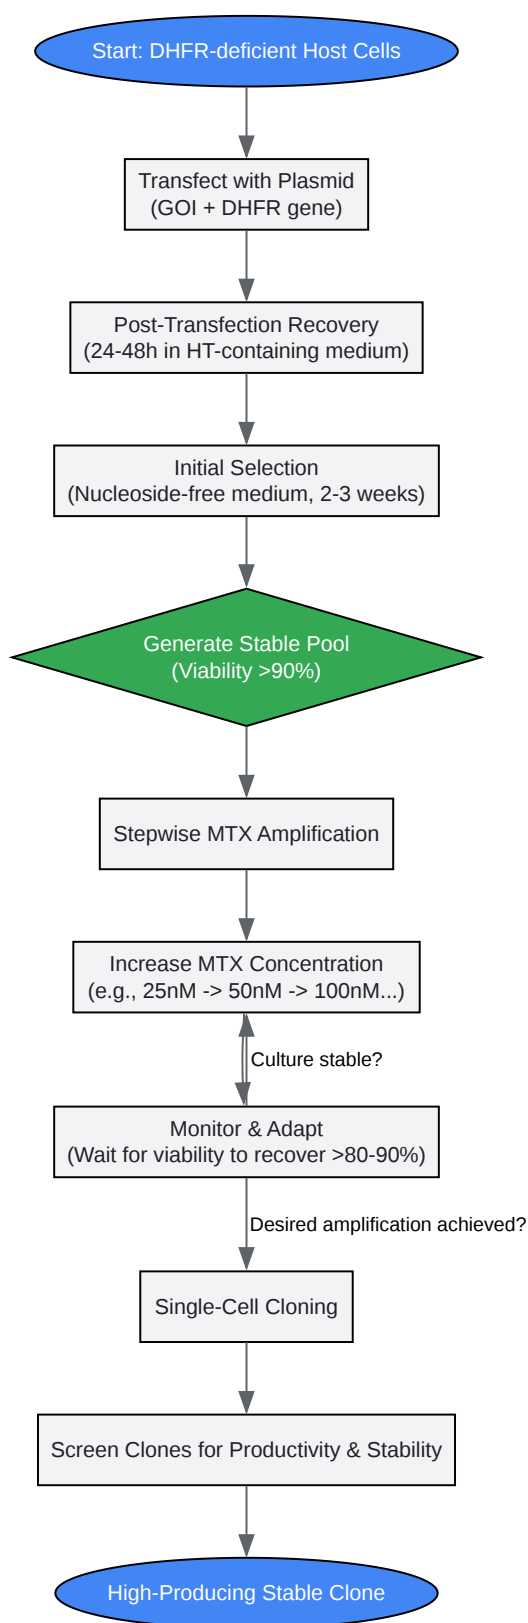 Start: DHFR-deficient Host Cells
Transfect with Plasmid
(GOI + DHFR gene)
Post-Transfection Recovery
(24-48h in HT-containing medium)
Initial Selection
(Nucleoside-free medium, 2-3 weeks)
Generate Stable Pool
(Viability >90%)
Stepwise MTX Amplification
Increase MTX Concentration
(e.g., 25nM -> 50nM -> 100nM...)
Culture stable?
Monitor & Adapt
(Wait for viability to recover >80-90%)
Desired amplification achieved?
Single-Cell Cloning
Screen Clones for Productivity & Stability
High-Producing Stable Clone